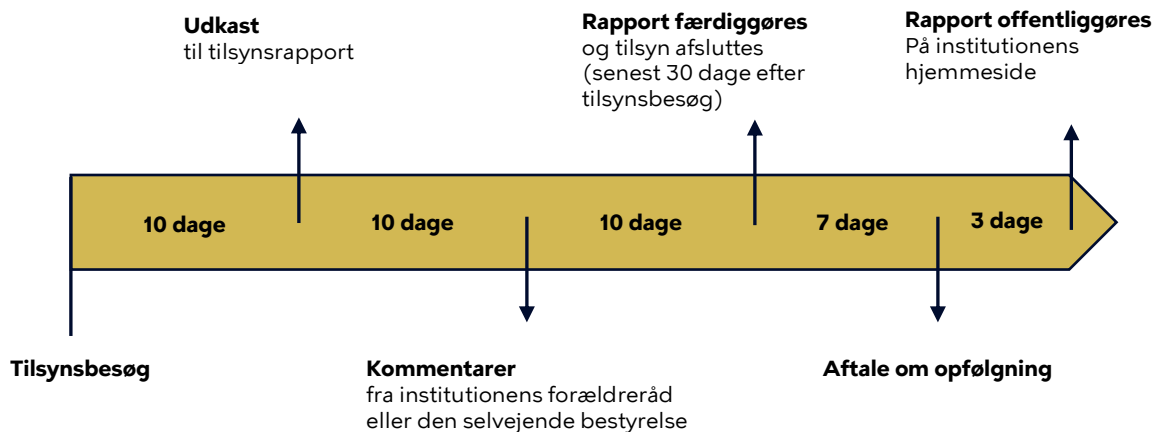 Udkast
til tilsynsrapport
Rapport færdiggøres
og tilsyn afsluttes
(senest 30 dage efter
tilsynsbesøg)
Rapport offentliggøres
På institutionens
hjemmeside
10 dage
10 dage
10 dage
7 dage
3 dage
Tilsynsbesøg
Kommentarer
fra institutionens forældreråd
eller den selvejende bestyrelse
Aftale om opfølgning